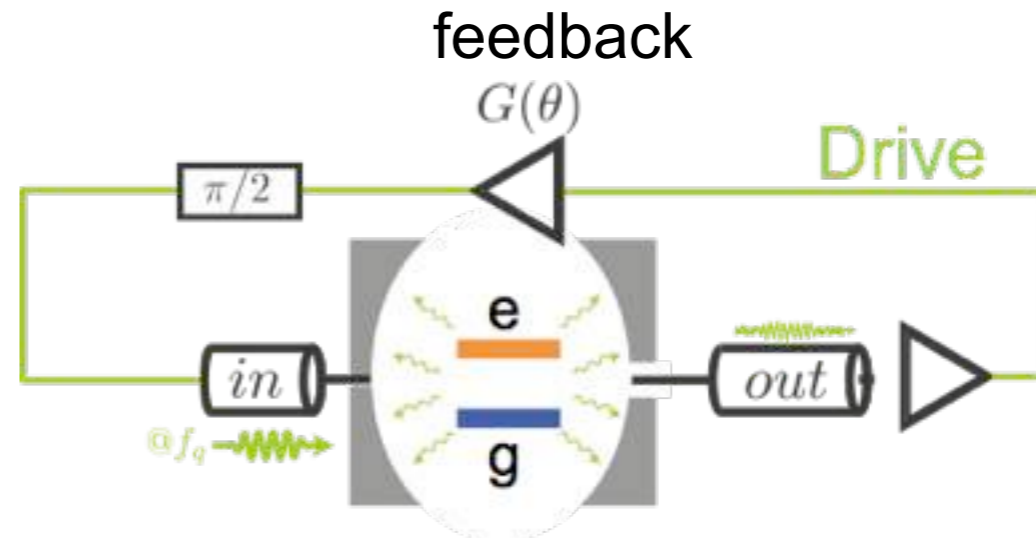 feedback
G(θ)
Drive
π/2
e
in
out
@f_q
g